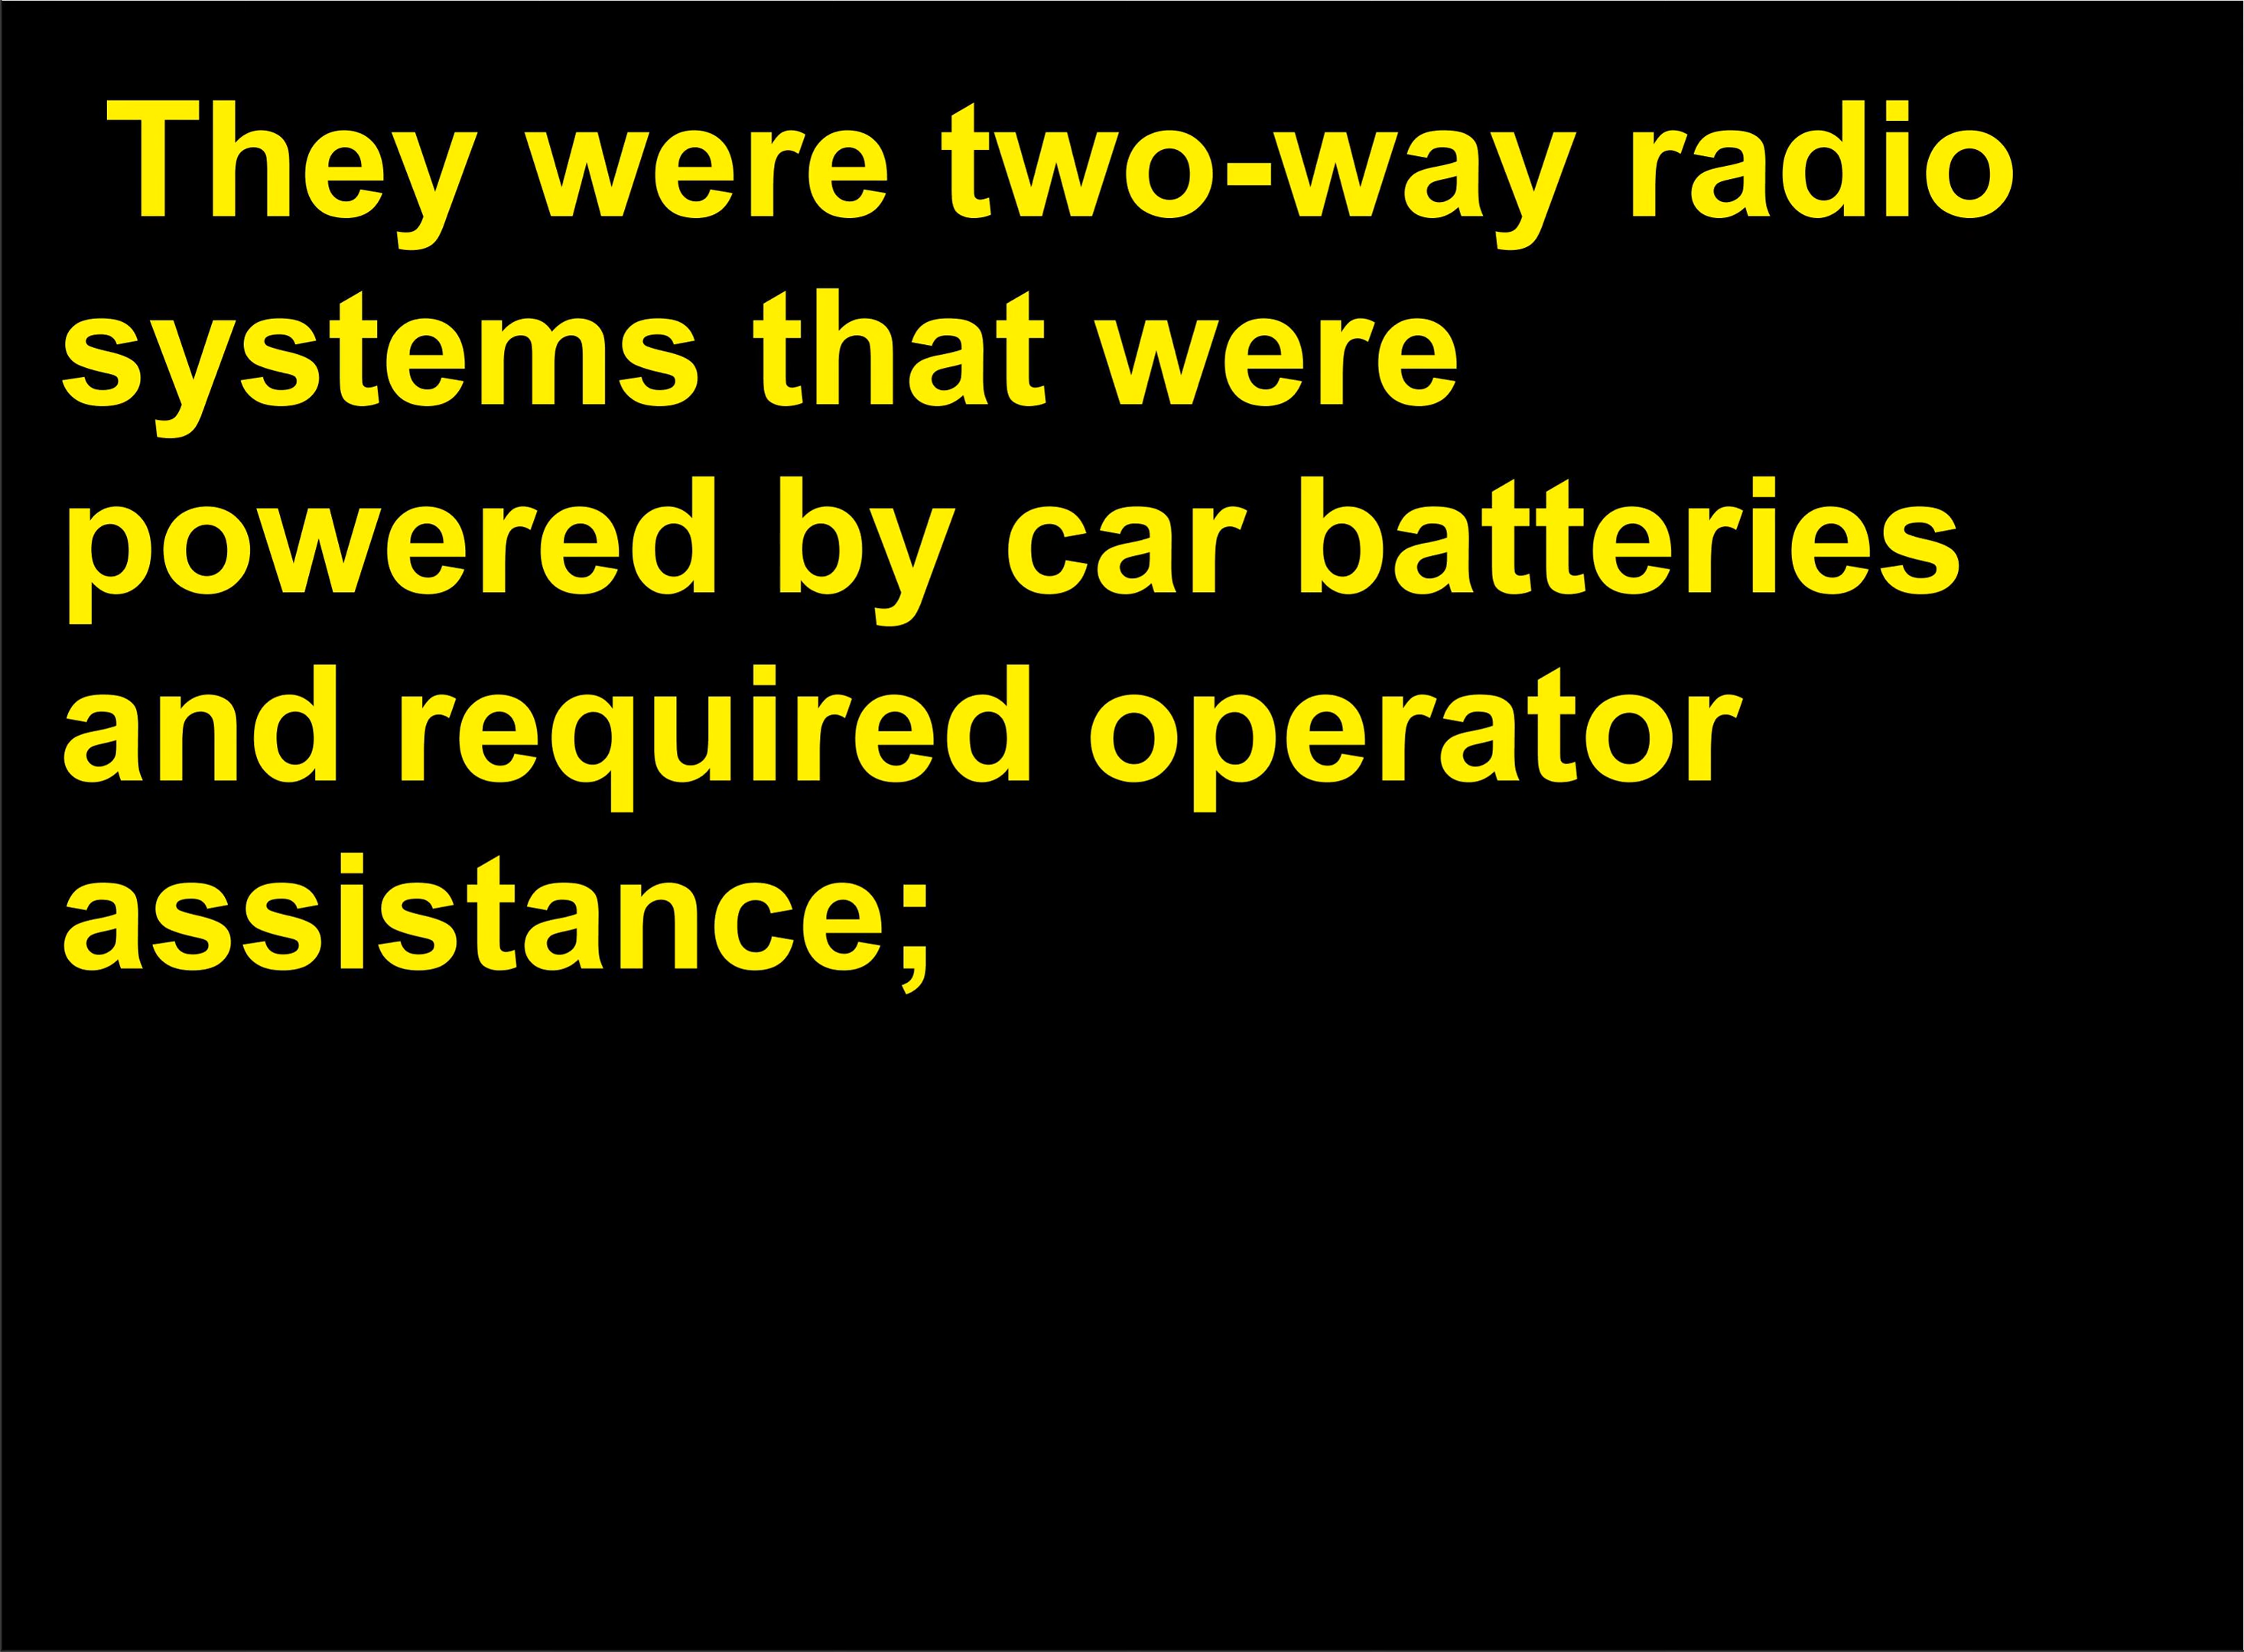 They were two-way radio
systems that were
powered by car batteries
and required operator
assistance;